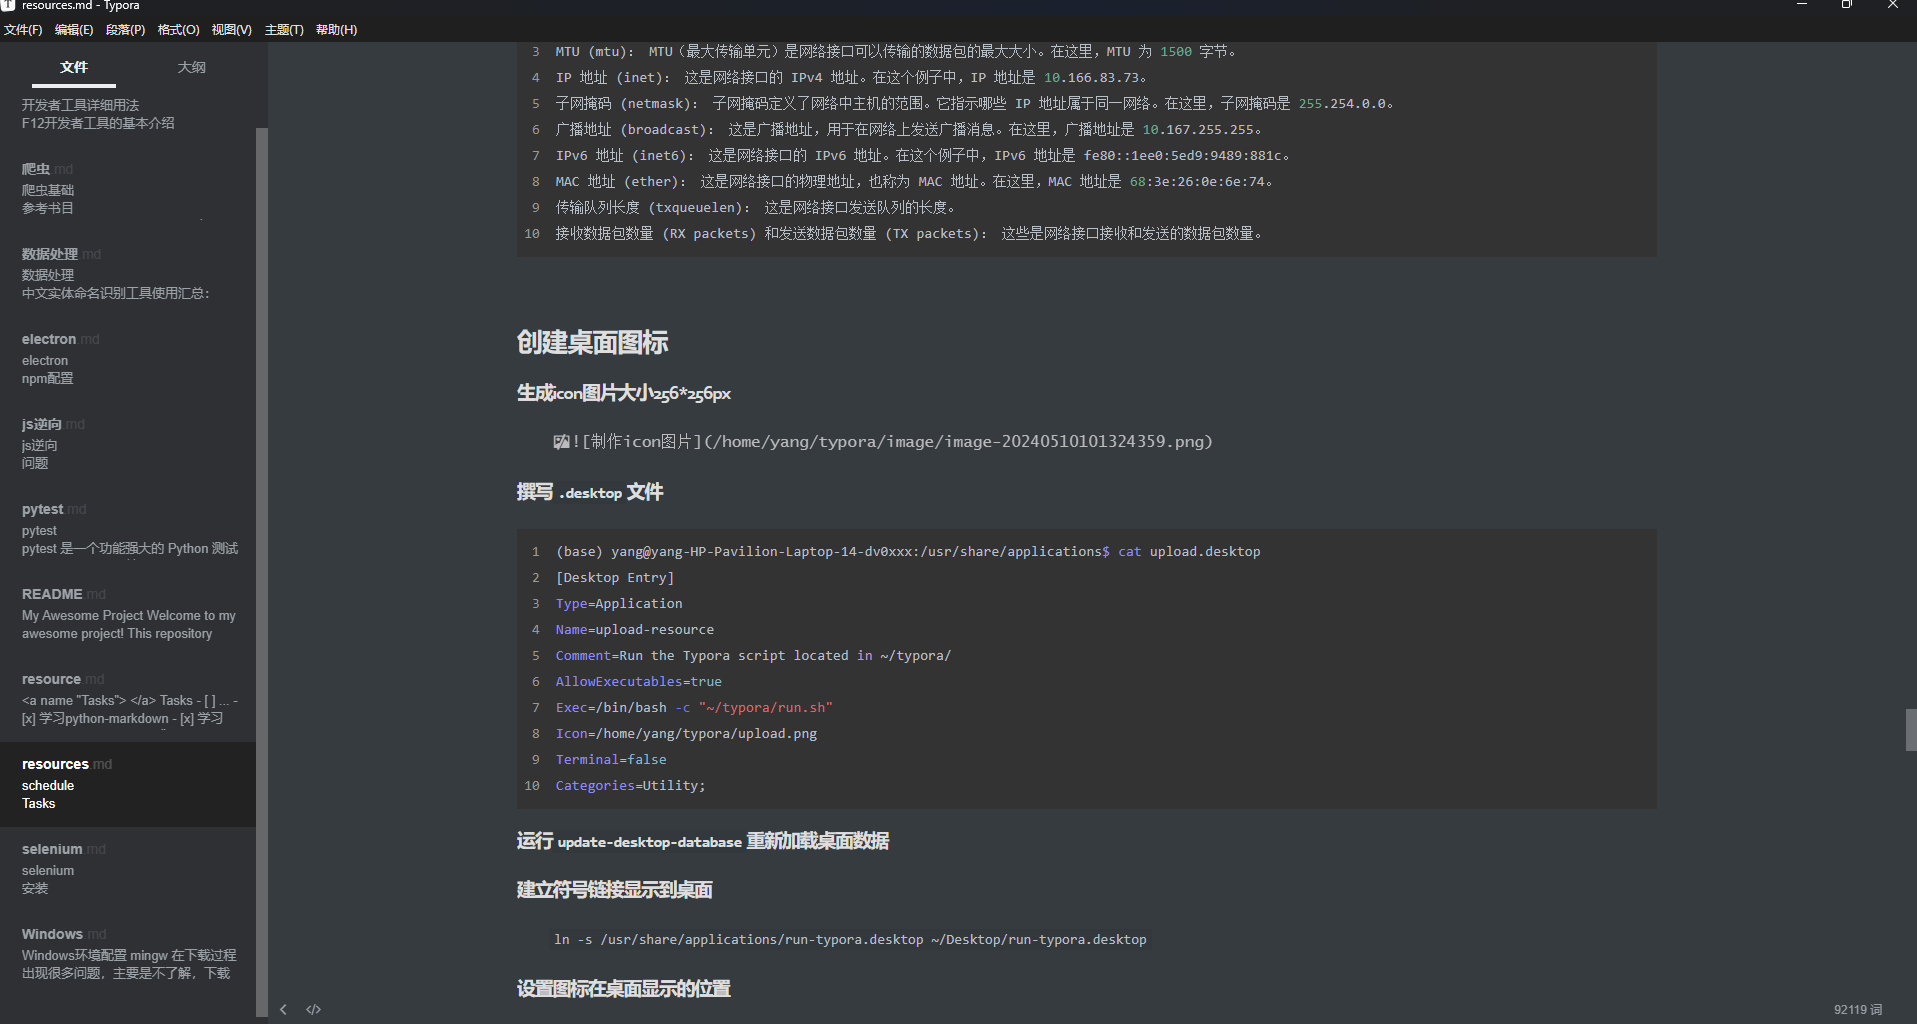 resources.md - Typora
文件(F) 编辑(E) 段落(P) 格式(O) 视图(V) 主题(T) 帮助(H)
文件 大纲
开发者工具详细用法
F12开发者工具的基本介绍
爬虫.md
爬虫基础
参考书目
数据处理.md
数据处理
中文实体命名识别工具使用汇总：
electron.md
electron
npm配置
js逆向.md
js逆向
问题
pytest.md
pytest
pytest 是一个功能强大的 Python 测试
README.md
My Awesome Project Welcome to my
awesome project! This repository
resource.md
<a name "Tasks"> </a> Tasks - [ ] ... -
[x] 学习python-markdown - [x] 学习
resources.md
schedule
Tasks
selenium.md
selenium
安装
Windows.md
Windows环境配置 mingw 在下载过程
出现很多问题，主要是不了解，下载
3 MTU (mtu)： MTU（最大传输单元）是网络接口可以传输的数据包的最大大小。在这里，MTU 为 1500 字节。
4 IP 地址 (inet)： 这是网络接口的 IPv4 地址。在这个例子中，IP 地址是 10.166.83.73。
5 子网掩码 (netmask)： 子网掩码定义了网络中主机的范围。它指示哪些 IP 地址属于同一网络。在这里，子网掩码是 255.254.0.0。
6 广播地址 (broadcast)： 这是广播地址，用于在网络上发送广播消息。在这里，广播地址是 10.167.255.255。
7 IPv6 地址 (inet6)： 这是网络接口的 IPv6 地址。在这个例子中，IPv6 地址是 fe80::1ee0:5ed9:9489:881c。
8 MAC 地址 (ether)： 这是网络接口的物理地址，也称为 MAC 地址。在这里，MAC 地址是 68:3e:26:0e:6e:74。
9 传输队列长度 (txqueuelen)： 这是网络接口发送队列的长度。
10 接收数据包数量 (RX packets) 和发送数据包数量 (TX packets)： 这些是网络接口接收和发送的数据包数量。
创建桌面图标
生成icon图片大小256*256px
![制作icon图片](/home/yang/typora/image/image-20240510101324359.png)
撰写 .desktop 文件
1 (base) yang@yang-HP-Pavilion-Laptop-14-dv0xxx:/usr/share/applications$ cat upload.desktop
2 [Desktop Entry]
3 Type=Application
4 Name=upload-resource
5 Comment=Run the Typora script located in ~/typora/
6 AllowExecutables=true
7 Exec=/bin/bash -c "~/typora/run.sh"
8 Icon=/home/yang/typora/upload.png
9 Terminal=false
10 Categories=Utility;
运行 update-desktop-database 重新加载桌面数据
建立符号链接显示到桌面
ln -s /usr/share/applications/run-typora.desktop ~/Desktop/run-typora.desktop
设置图标在桌面显示的位置
92119 词